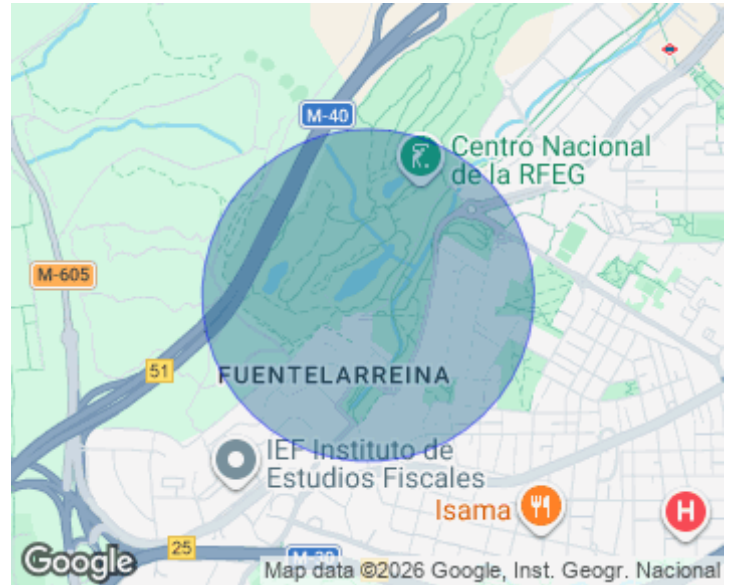 M-40
Centro Nacional
de la RFEG
M-605
51
FUENTELARREINA
IEF Instituto de
Estudios Fiscales
Isama
H
25
M-30
Google
Map data ©2026 Google, Inst. Geogr. Nacional